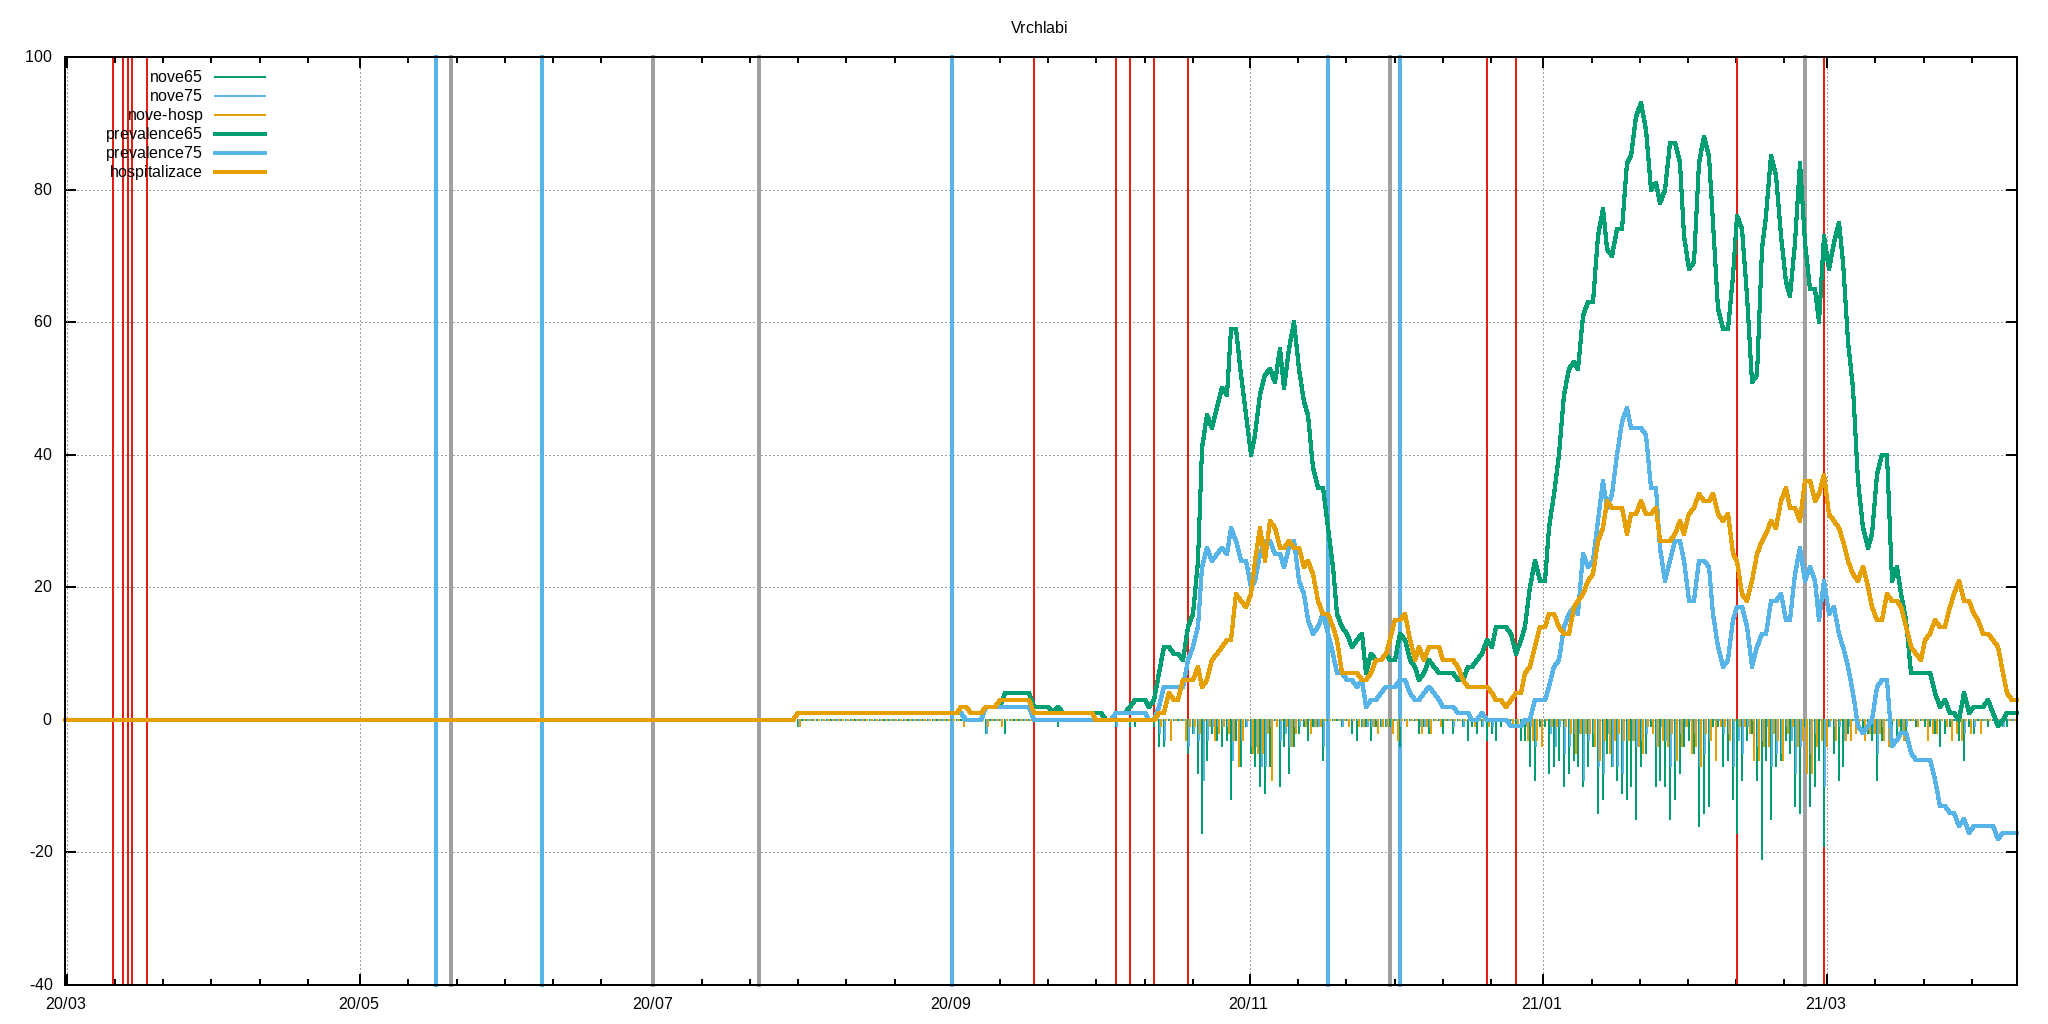 Vrchlabi
100
80
60
40
20
0
-20
-40
nove65
nove75
nove-hosp
prevalence65
prevalence75
hospitalizace
20/03 20/05 20/07 20/09 20/11 21/01 21/03